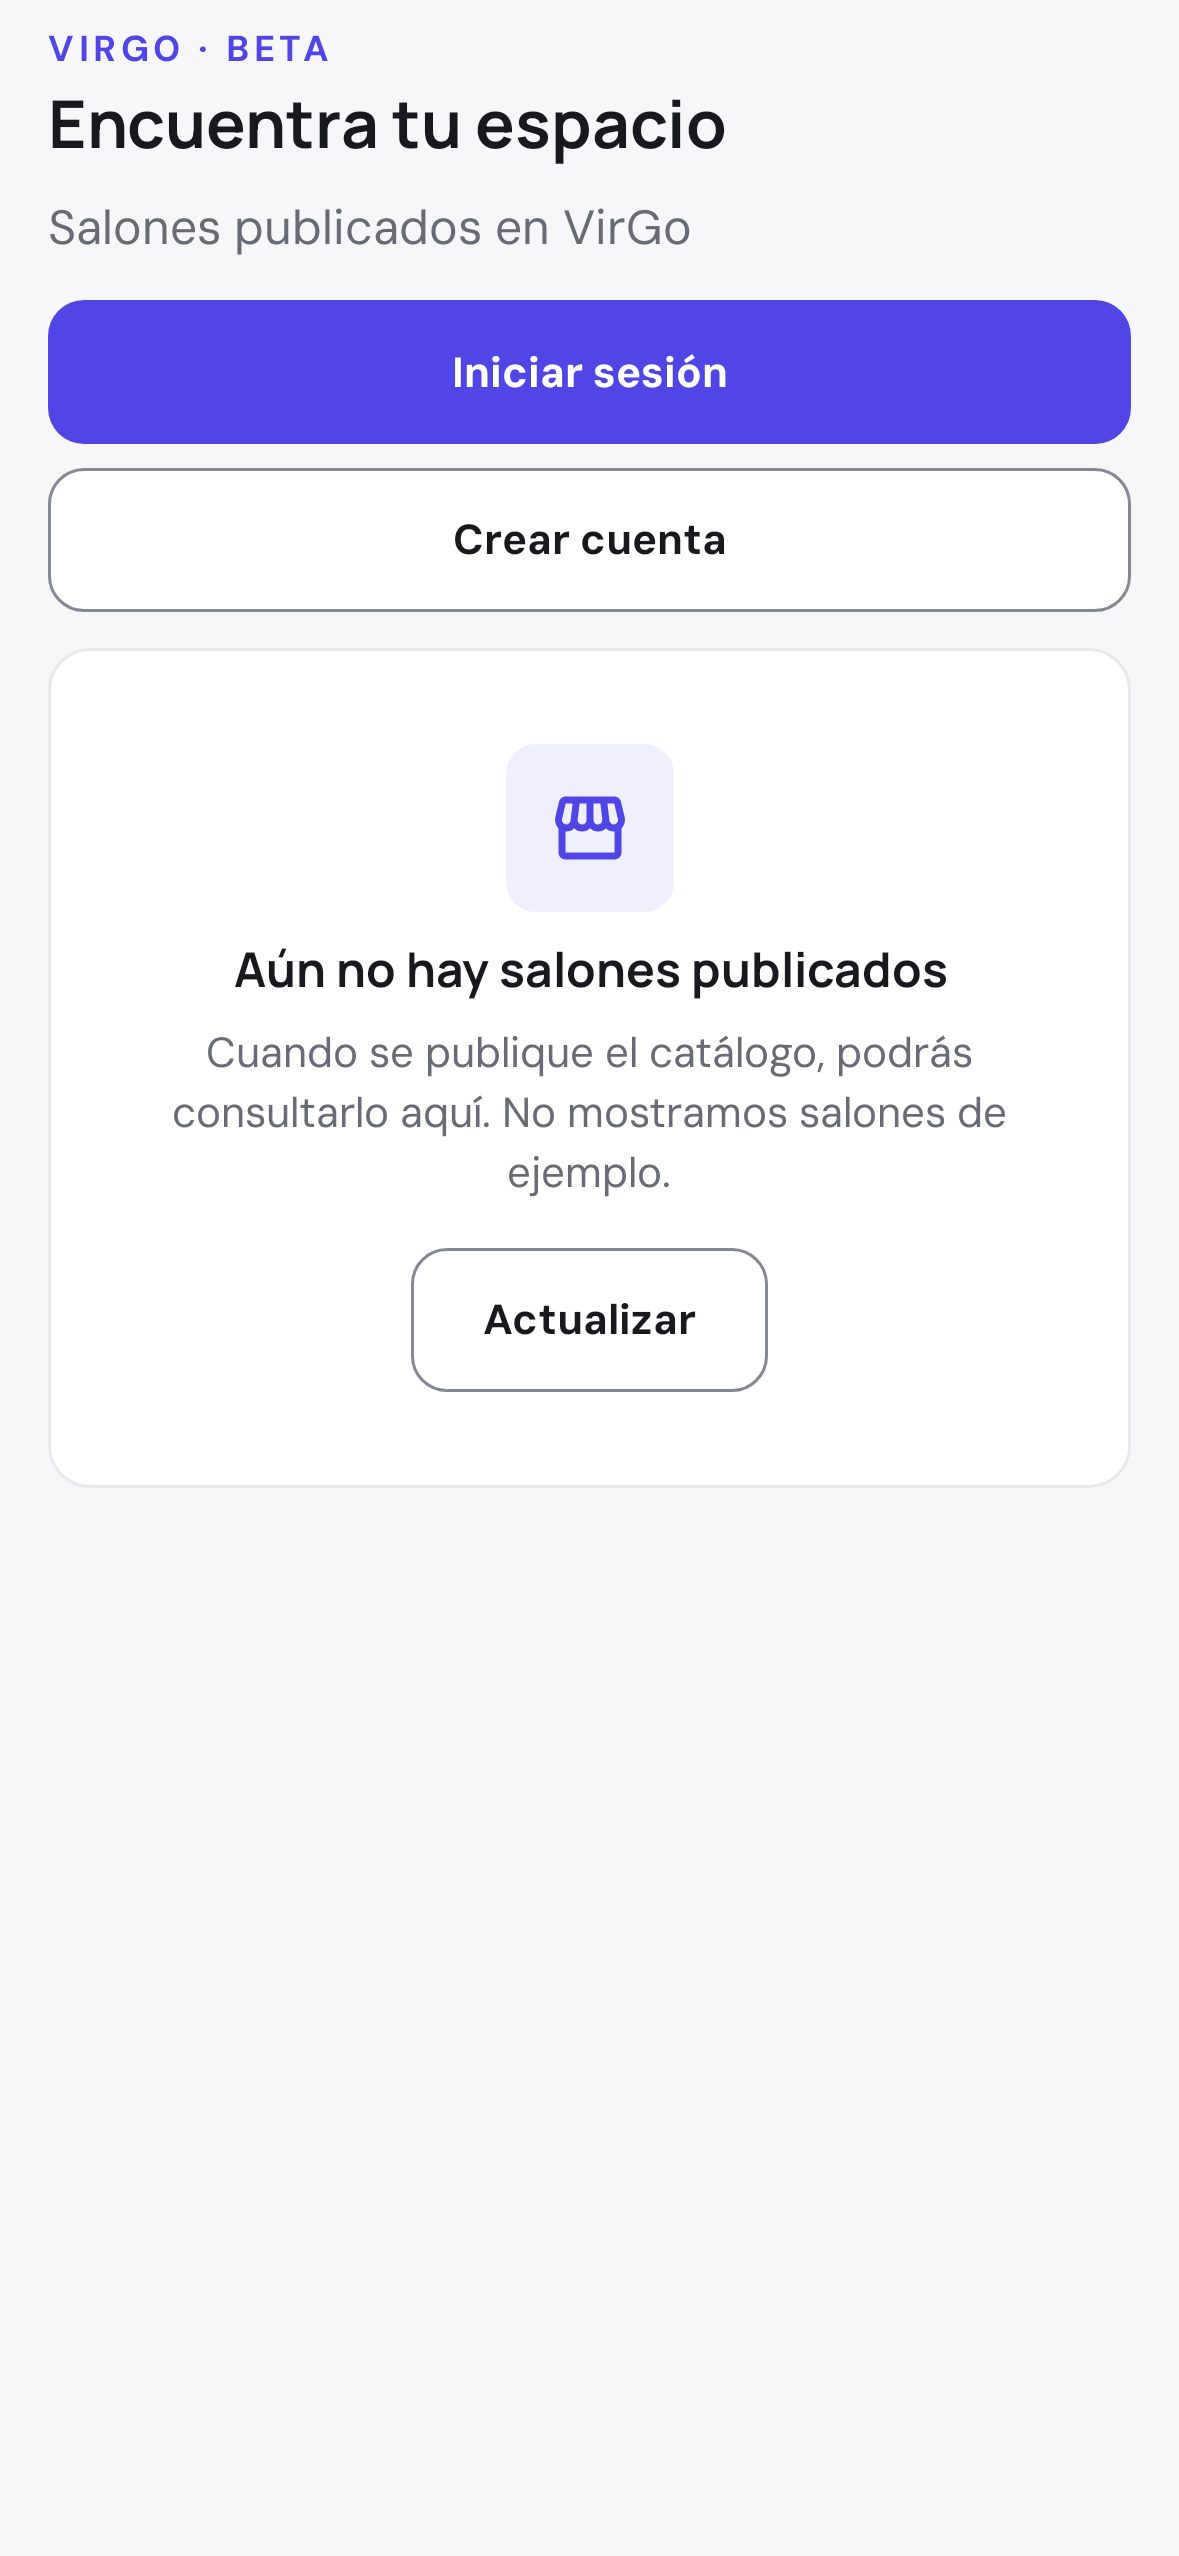 VIRGO · BETA
Encuentra tu espacio
Salones publicados en VirGo
Iniciar sesión
Crear cuenta
Aún no hay salones publicados
Cuando se publique el catálogo, podrás
consultarlo aquí. No mostramos salones de
ejemplo.
Actualizar